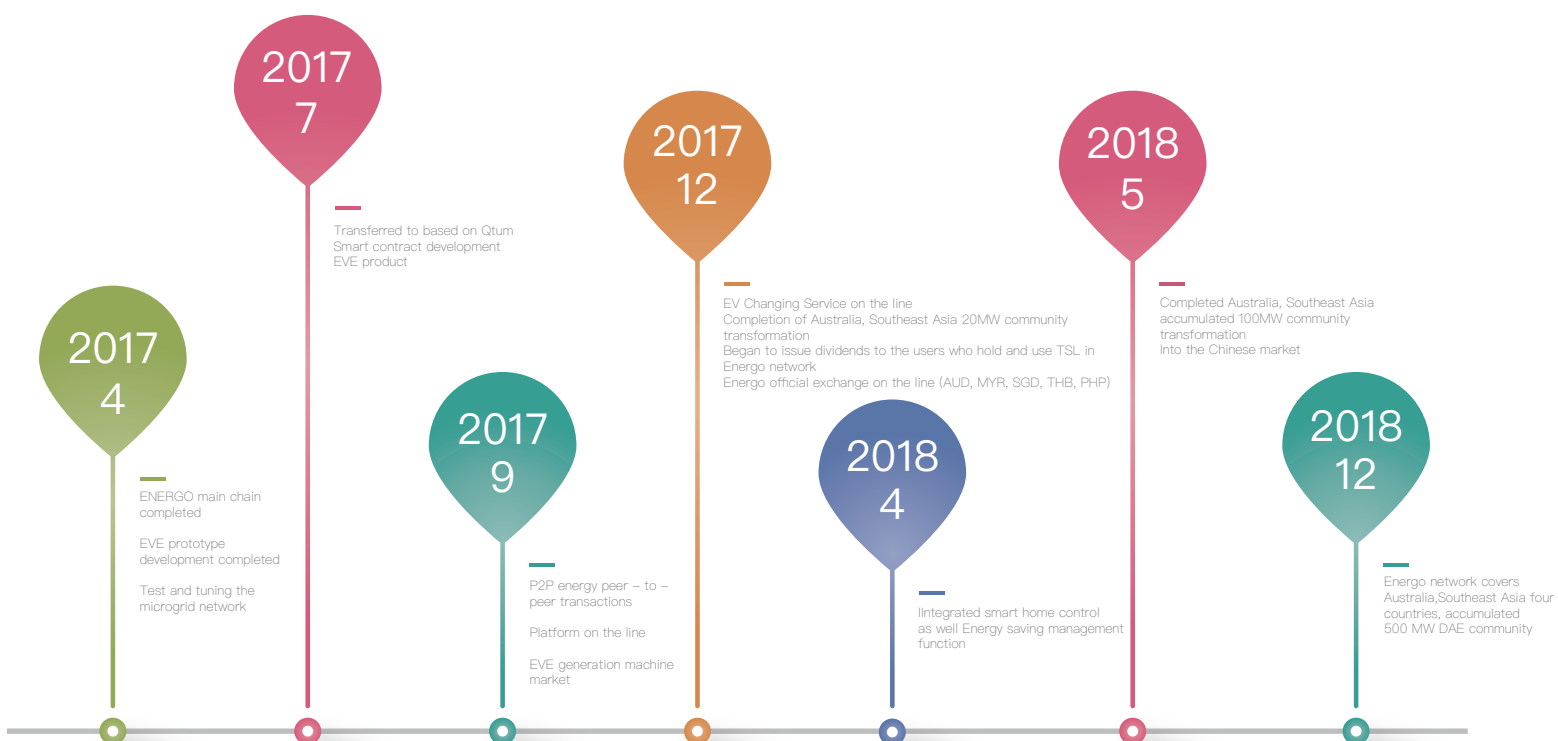 2017
4
ENERGO main chain
completed
EVE prototype
development completed
Test and tuning the
microgrid network
2017
7
Transferred to based on Qtum
Smart contract development
EVE product
2017
9
P2P energy peer – to –
peer transactions
Platform on the line
EVE generation machine
market
2017
12
EV Changing Service on the line
Completion of Australia, Southeast Asia 20MW community
transformation
Began to issue dividends to the users who hold and use TSL in
Energo network
Energo official exchange on the line (AUD, MYR, SGD, THB, PHP)
2018
4
IIntegrated smart home control
as well Energy saving management
function
2018
5
Completed Australia, Southeast Asia
accumulated 100MW community
transformation
Into the Chinese market
2018
12
Energo network covers
Australia,Southeast Asia four
countries, accumulated
500 MW DAE community